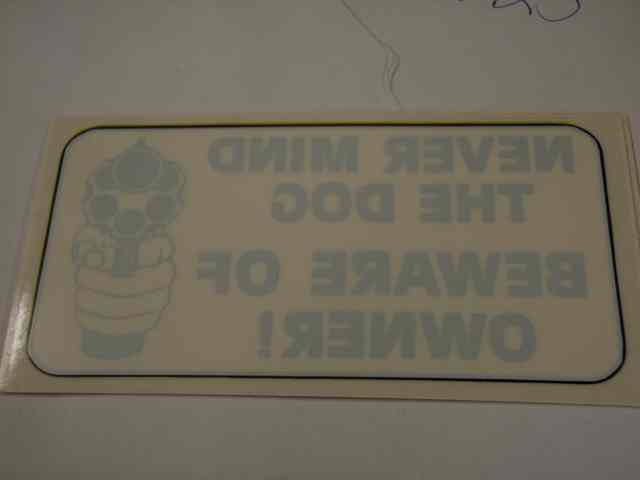 NEVER MIND
THE DOG
BEWARE OF
OWNER!